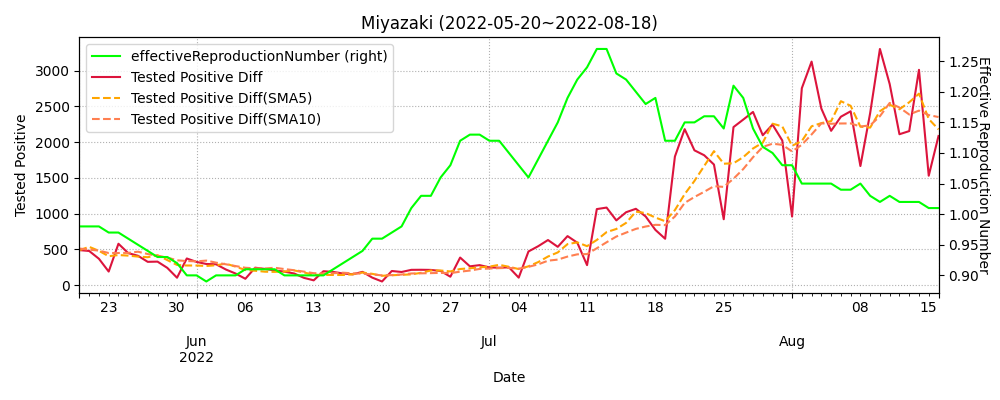 Miyazaki (2022-05-20~2022-08-18)
effectiveReproductionNumber (right)
Tested Positive Diff
Tested Positive Diff(SMA5)
Tested Positive Diff(SMA10)
Tested Positive
3000
2500
2000
1500
1000
500
0
Effective Reproduction Number
1.25
1.20
1.15
1.10
1.05
1.00
0.95
0.90
23 30 06 13 20 27 04 11 18 25 08 15
Jun Jul Aug
2022
Date